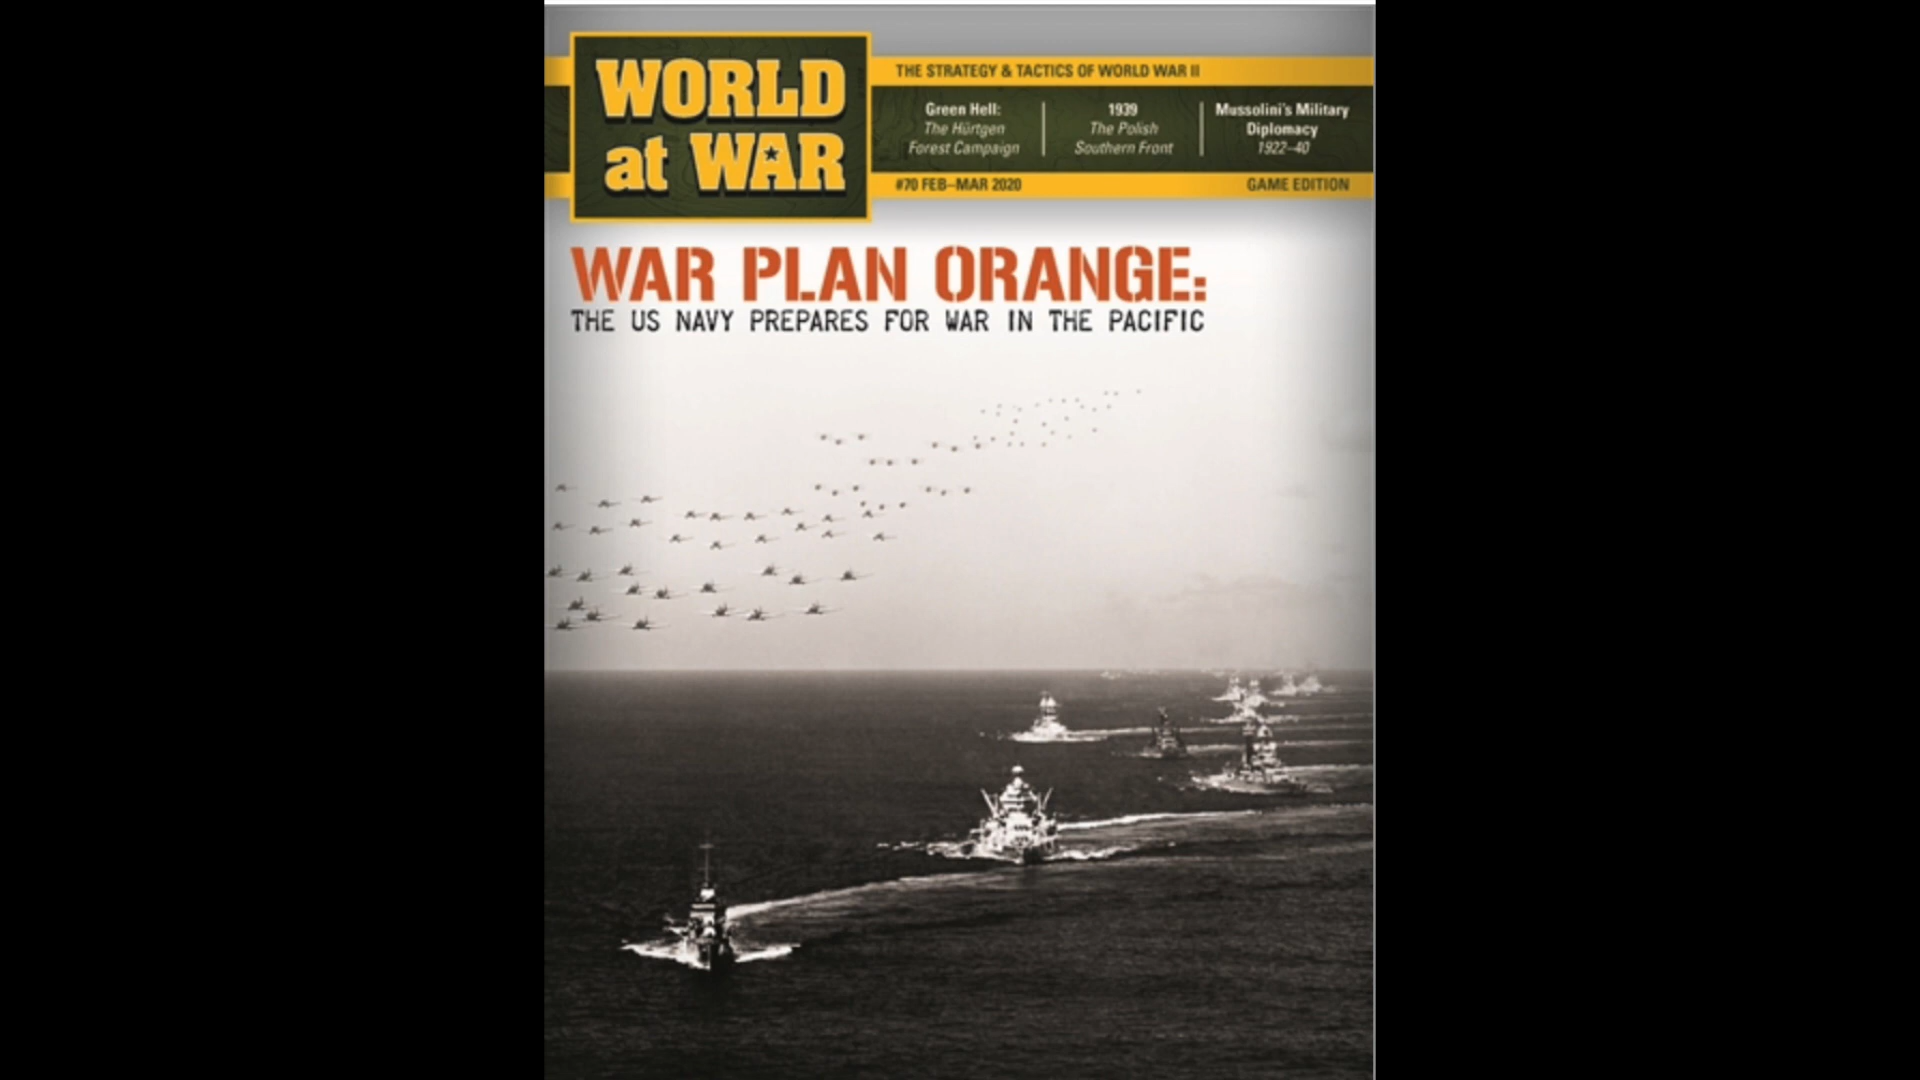 WORLD
at WAR
THE STRATEGY & TACTICS OF WORLD WAR II
Green Hell:
The Hürtgen
Forest Campaign
1939
The Polish
Southern Front
Mussolini's Military
Diplomacy
1922–40
#70 FEB–MAR 2020
GAME EDITION
WAR PLAN ORANGE:
THE US NAVY PREPARES FOR WAR IN THE PACIFIC